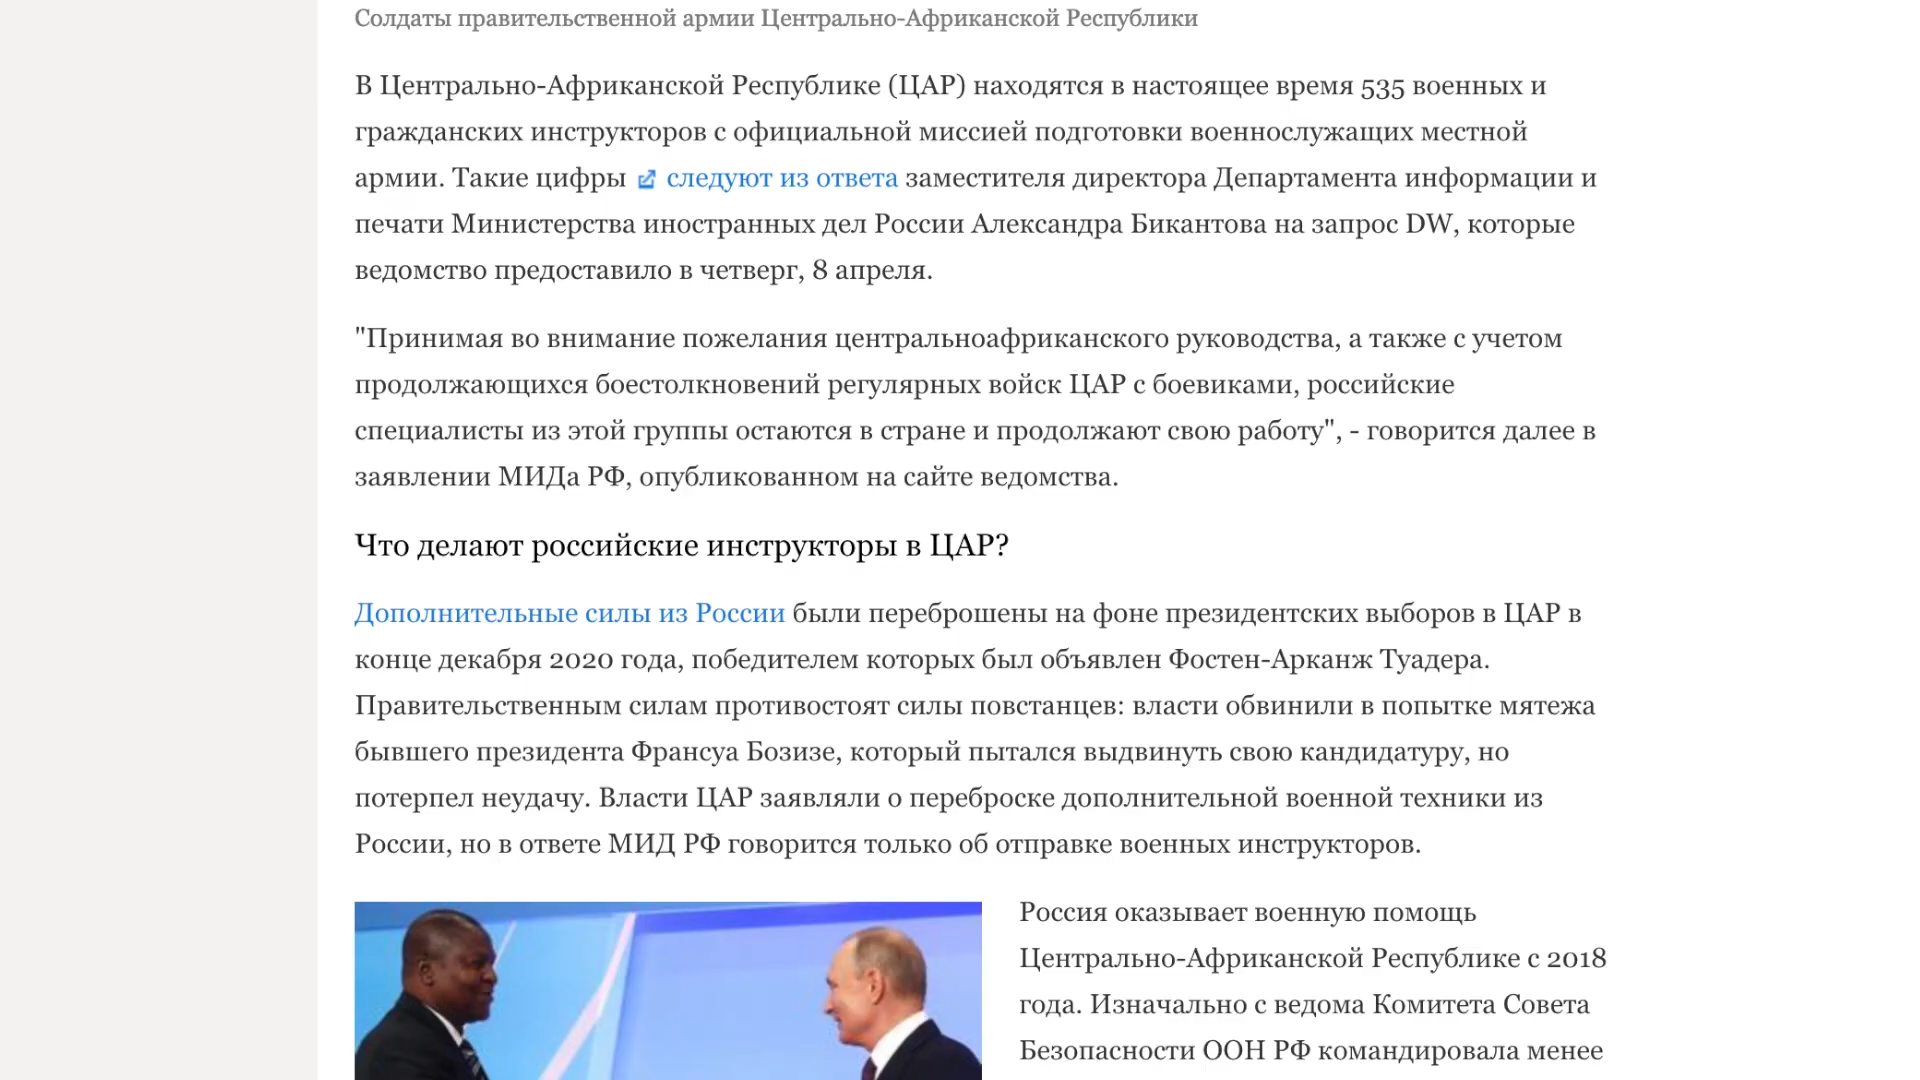 Солдаты правительственной армии Центрально-Африканской Республики
В Центрально-Африканской Республике (ЦАР) находятся в настоящее время 535 военных и
гражданских инструкторов с официальной миссией подготовки военнослужащих местной
армии. Такие цифры следуют из ответа заместителя директора Департамента информации и
печати Министерства иностранных дел России Александра Бикантова на запрос DW, которые
ведомство предоставило в четверг, 8 апреля.
"Принимая во внимание пожелания центральноафриканского руководства, а также с учетом
продолжающихся боестолкновений регулярных войск ЦАР с боевиками, российские
специалисты из этой группы остаются в стране и продолжают свою работу", - говорится далее в
заявлении МИДа РФ, опубликованном на сайте ведомства.
Что делают российские инструкторы в ЦАР?
Дополнительные силы из России были переброшены на фоне президентских выборов в ЦАР в
конце декабря 2020 года, победителем которых был объявлен Фостен-Арканж Туадера.
Правительственным силам противостоят силы повстанцев: власти обвинили в попытке мятежа
бывшего президента Франсуа Бозизе, который пытался выдвинуть свою кандидатуру, но
потерпел неудачу. Власти ЦАР заявляли о переброске дополнительной военной техники из
России, но в ответе МИД РФ говорится только об отправке военных инструкторов.
Россия оказывает военную помощь
Центрально-Африканской Республике с 2018
года. Изначально с ведома Комитета Совета
Безопасности ООН РФ командировала менее